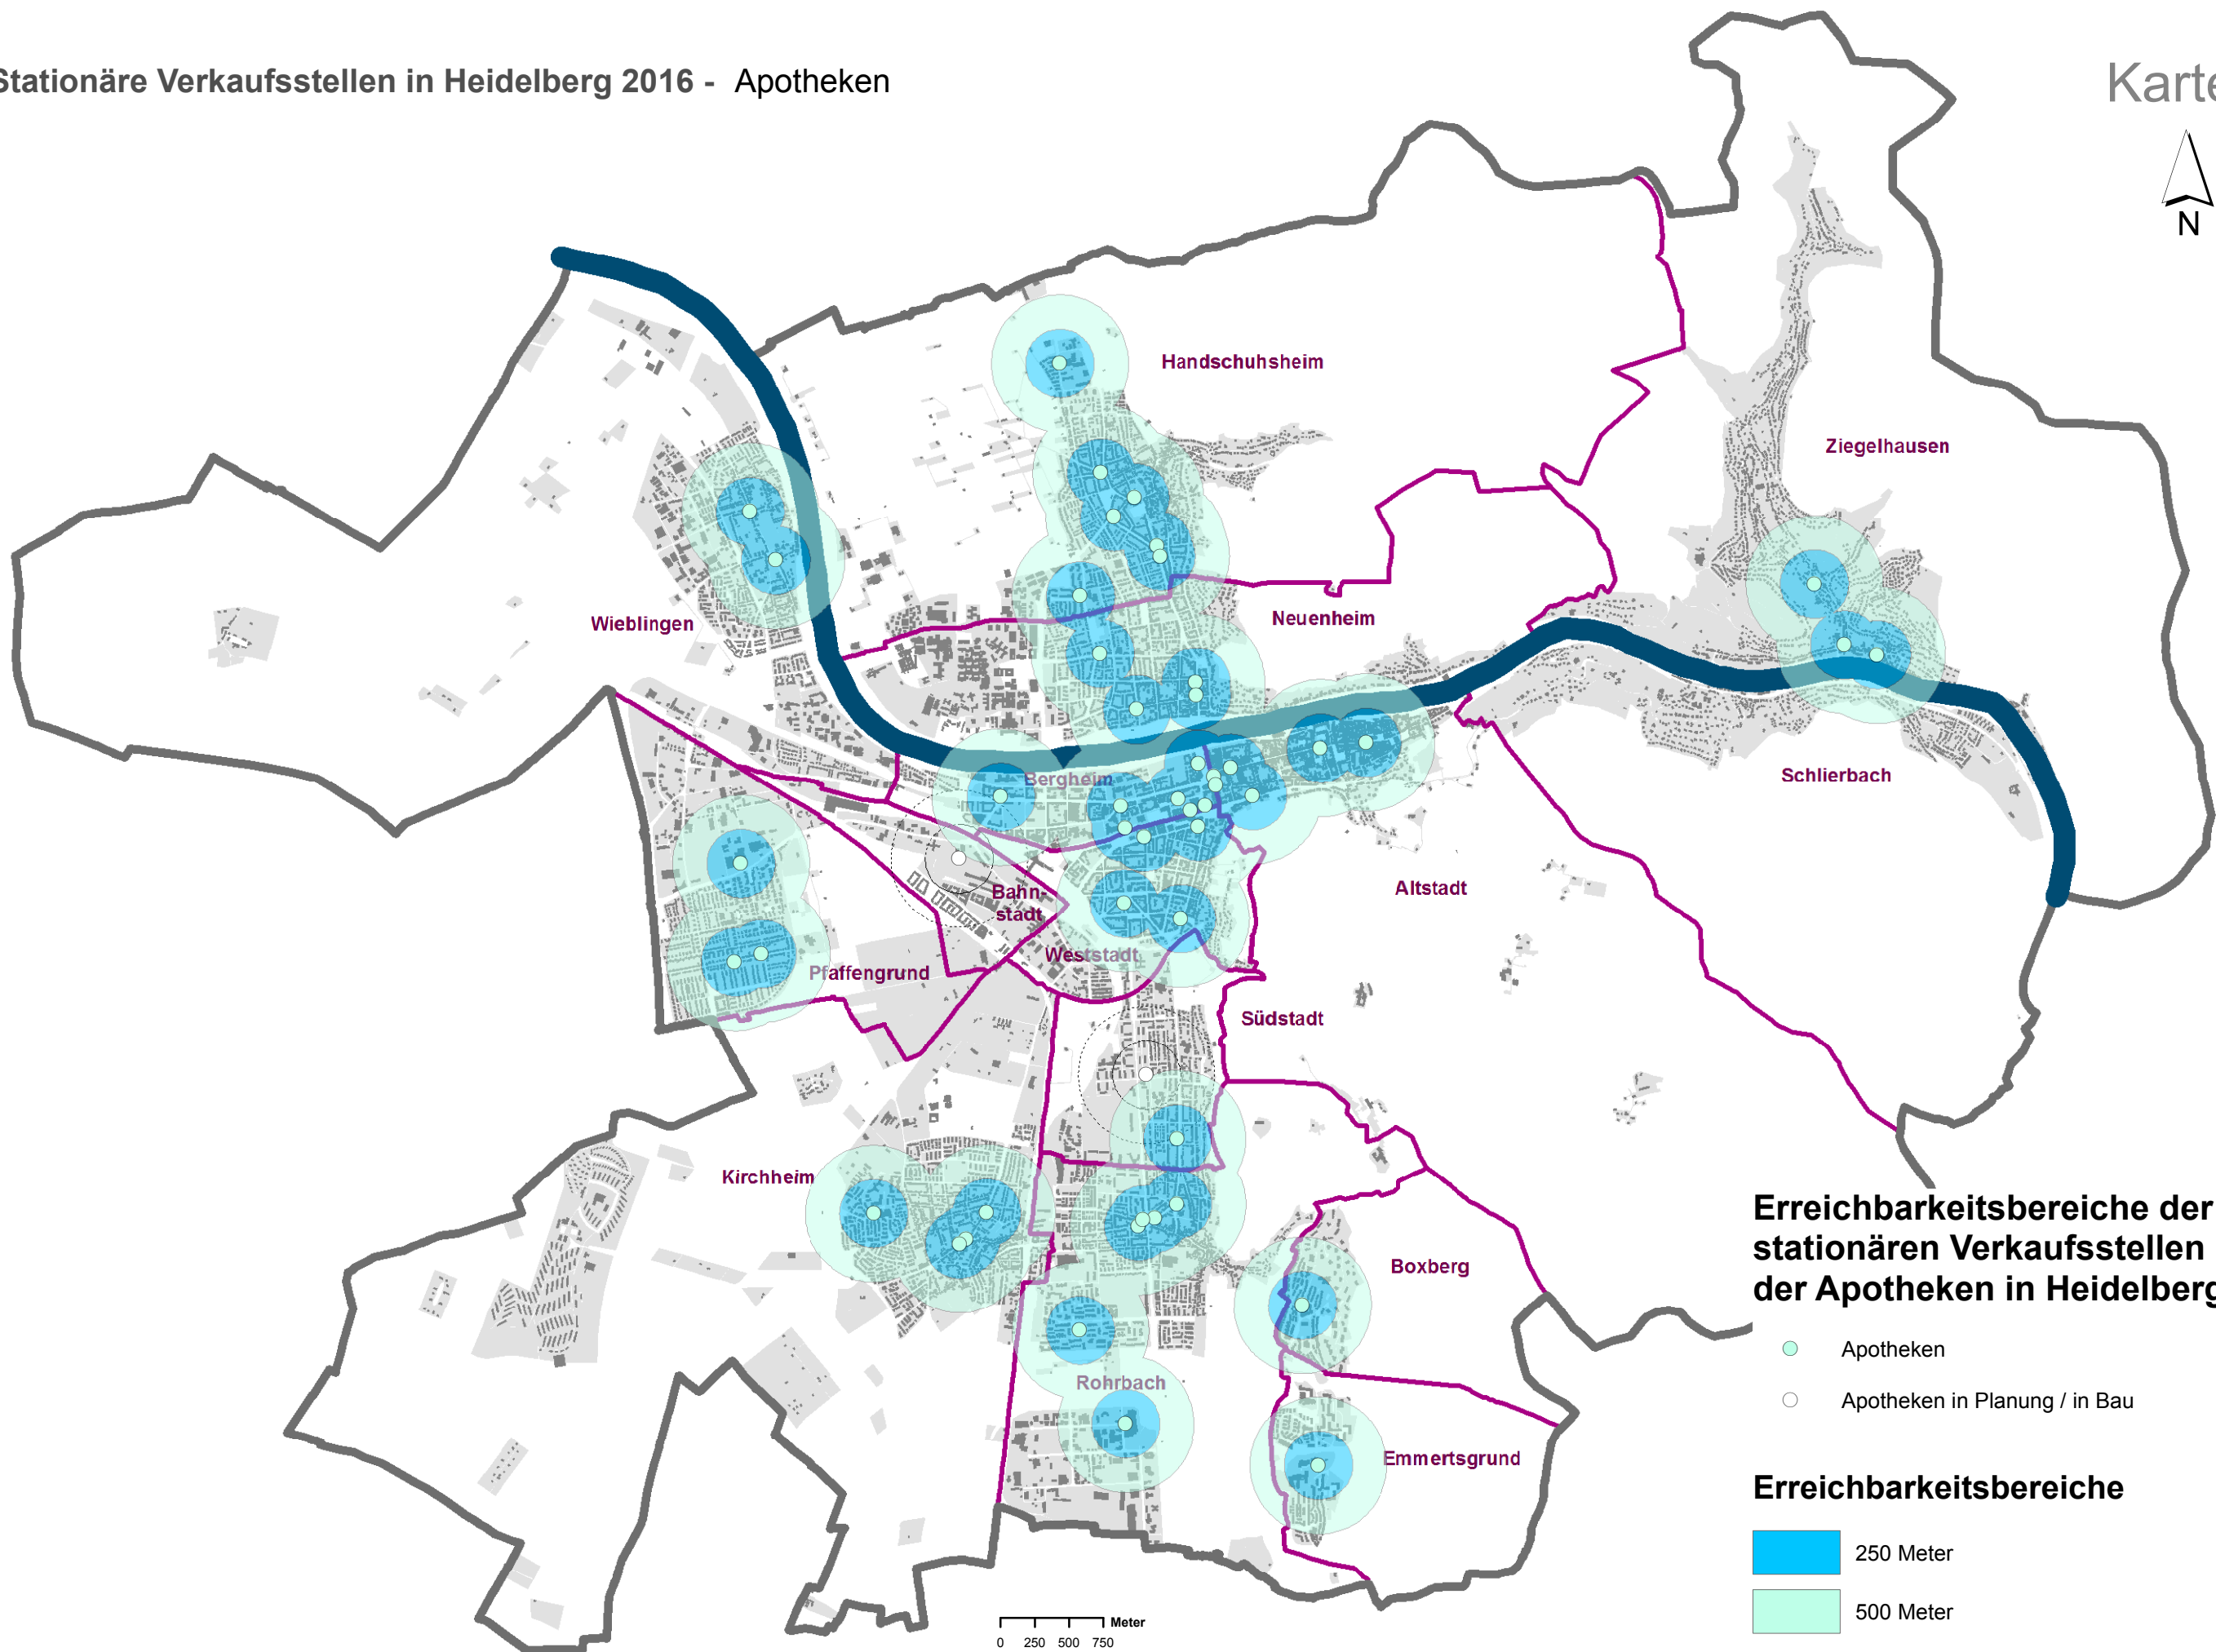 Stationäre Verkaufsstellen in Heidelberg 2016 - Apotheken
Karte
N
Handschuhsheim
Ziegelhausen
Wieblingen
Neuenheim
Bergheim
Schlierbach
Altstadt
Bahn-
stadt
Weststadt
Pfaffengrund
Südstadt
Kirchheim
Boxberg
Rohrbach
Emmertsgrund
Erreichbarkeitsbereiche der
stationären Verkaufsstellen
der Apotheken in Heidelberg
Apotheken
Apotheken in Planung / in Bau
Erreichbarkeitsbereiche
250 Meter
500 Meter
Meter
0 250 500 750